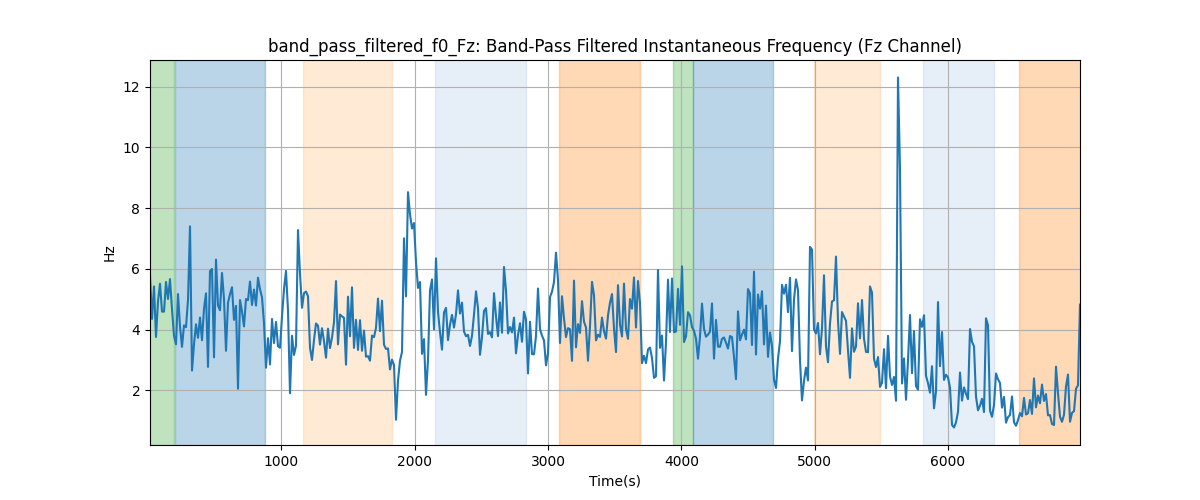 band_pass_filtered_f0_Fz: Band-Pass Filtered Instantaneous Frequency (Fz Channel)
12
10
8
6
4
2
Hz
1000 2000 3000 4000 5000 6000
Time(s)